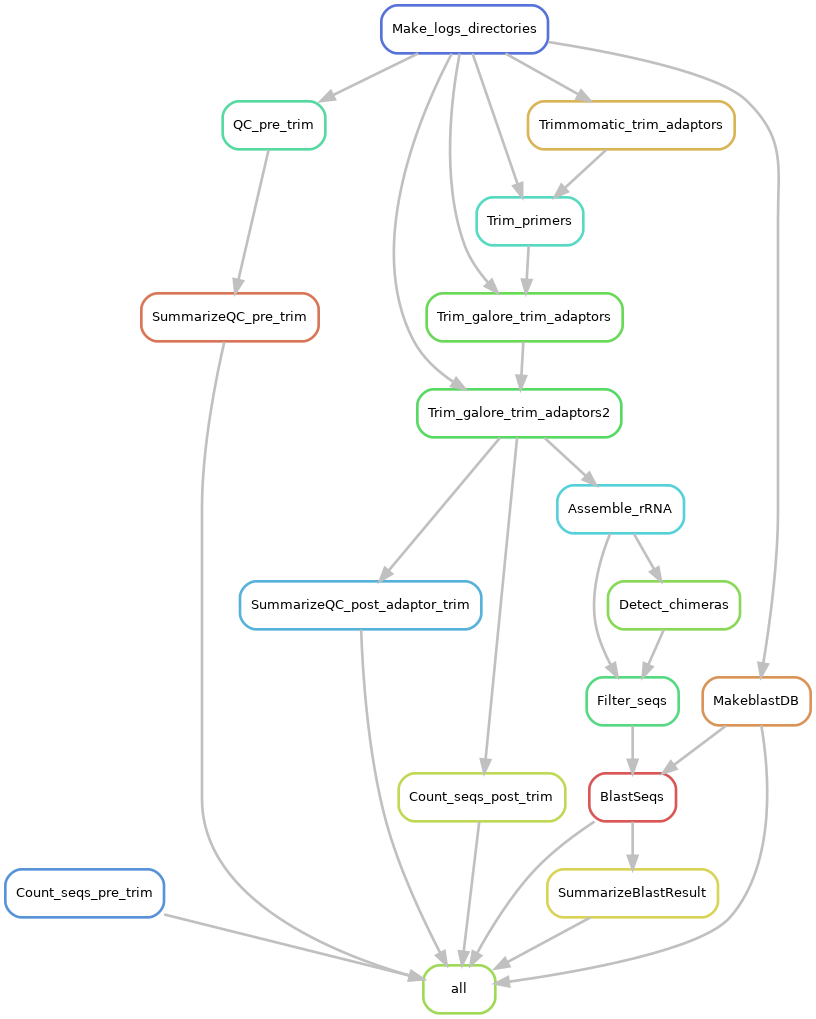 Make_logs_directories
QC_pre_trim
Trimmomatic_trim_adaptors
Trim_primers
SummarizeQC_pre_trim
Trim_galore_trim_adaptors
Trim_galore_trim_adaptors2
Assemble_rRNA
SummarizeQC_post_adaptor_trim
Detect_chimeras
Filter_seqs
MakeblastDB
Count_seqs_post_trim
BlastSeqs
Count_seqs_pre_trim
SummarizeBlastResult
all